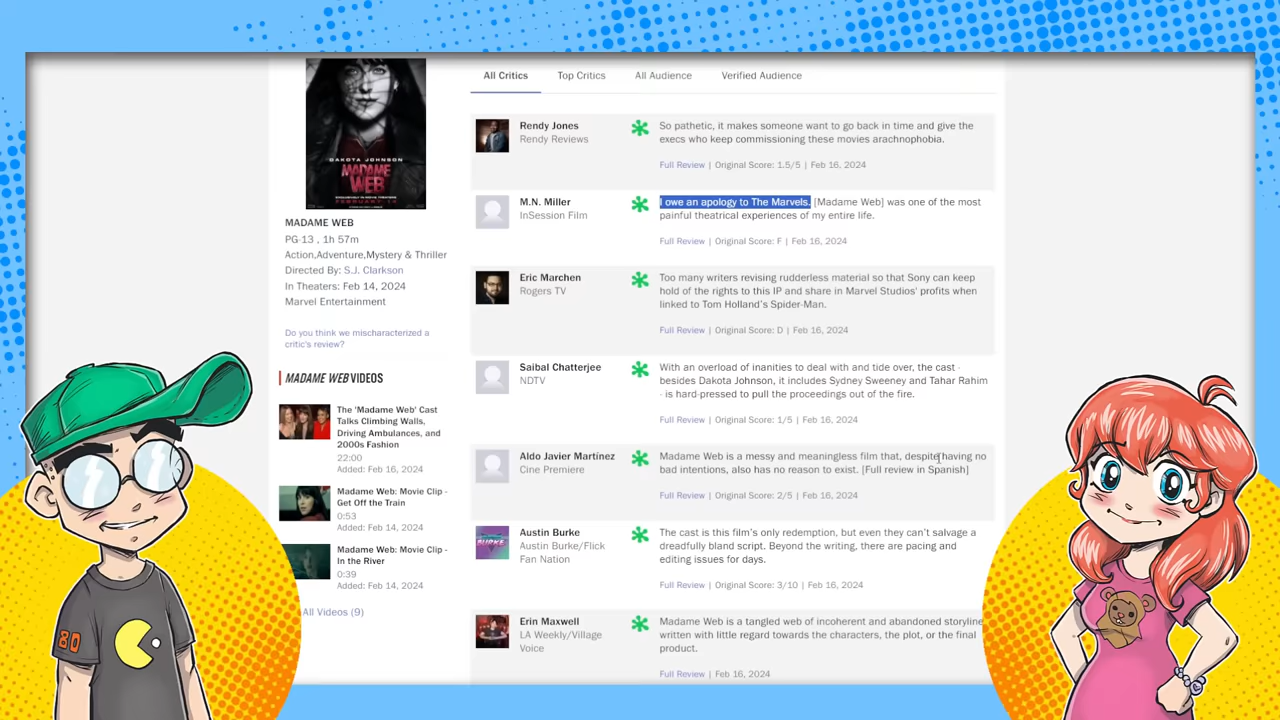 All Critics
Top Critics
All Audience
Verified Audience
DAKOTA JOHNSON
MADAME
WEB
FEBRUARY 14
MADAME WEB
PG-13 , 1h 57m
Action,Adventure,Mystery & Thriller
Directed By: S.J. Clarkson
In Theaters: Feb 14, 2024
Marvel Entertainment
Do you think we mischaracterized a
critic's review?
MADAME WEB VIDEOS
The 'Madame Web' Cast
Talks Climbing Walls,
Driving Ambulances, and
2000s Fashion
22:00
Added: Feb 16, 2024
Madame Web: Movie Clip -
Get Off the Train
0:53
Added: Feb 14, 2024
Madame Web: Movie Clip -
In the River
0:39
Added: Feb 14, 2024
All Videos (9)
Rendy Jones
Rendy Reviews
So pathetic, it makes someone want to go back in time and give the
execs who keep commissioning these movies arachnophobia.
Full Review | Original Score: 1.5/5 | Feb 16, 2024
M.N. Miller
InSession Film
I owe an apology to The Marvels. [Madame Web] was one of the most
painful theatrical experiences of my entire life.
Full Review | Original Score: F | Feb 16, 2024
Eric Marchen
Rogers TV
Too many writers revising rudderless material so that Sony can keep
hold of the rights to this IP and share in Marvel Studios' profits when
linked to Tom Holland's Spider-Man.
Full Review | Original Score: D | Feb 16, 2024
Saibal Chatterjee
NDTV
With an overload of inanities to deal with and tide over, the cast -
besides Dakota Johnson, it includes Sydney Sweeney and Tahar Rahim
- is hard-pressed to pull the proceedings out of the fire.
Full Review | Original Score: 1/5 | Feb 16, 2024
Aldo Javier Martínez
Cine Premiere
Madame Web is a messy and meaningless film that, despite having no
bad intentions, also has no reason to exist. [Full review in Spanish]
Full Review | Original Score: 2/5 | Feb 16, 2024
Austin Burke
Austin Burke/Flick
Fan Nation
The cast is this film's only redemption, but even they can't salvage a
dreadfully bland script. Beyond the writing, there are pacing and
editing issues for days.
Full Review | Original Score: 3/10 | Feb 16, 2024
Erin Maxwell
LA Weekly/Village
Voice
Madame Web is a tangled web of incoherent and abandoned storyline
written with little regard towards the characters, the plot, or the final
product.
Full Review | Feb 16, 2024
80